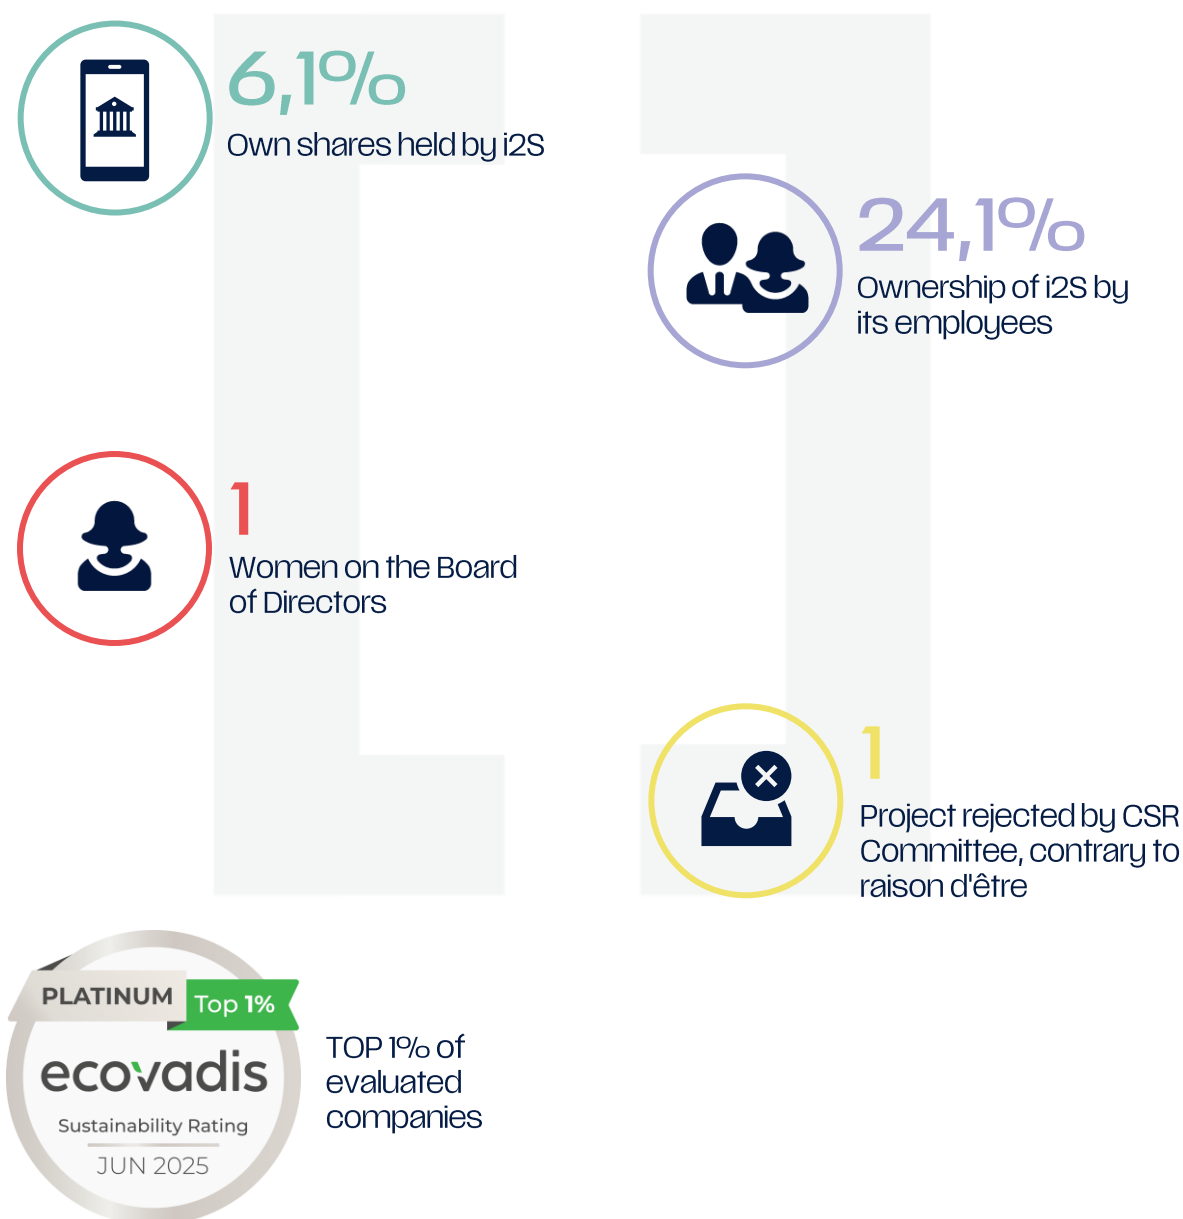 6,1%
Own shares held by i2S
24,1%
Ownership of i2S by
its employees
1
Women on the Board
of Directors
1
Project rejected by CSR
Committee, contrary to
raison d'être
PLATINUM
Top 1%
ecovadis
Sustainability Rating
JUN 2025
TOP 1% of
evaluated
companies